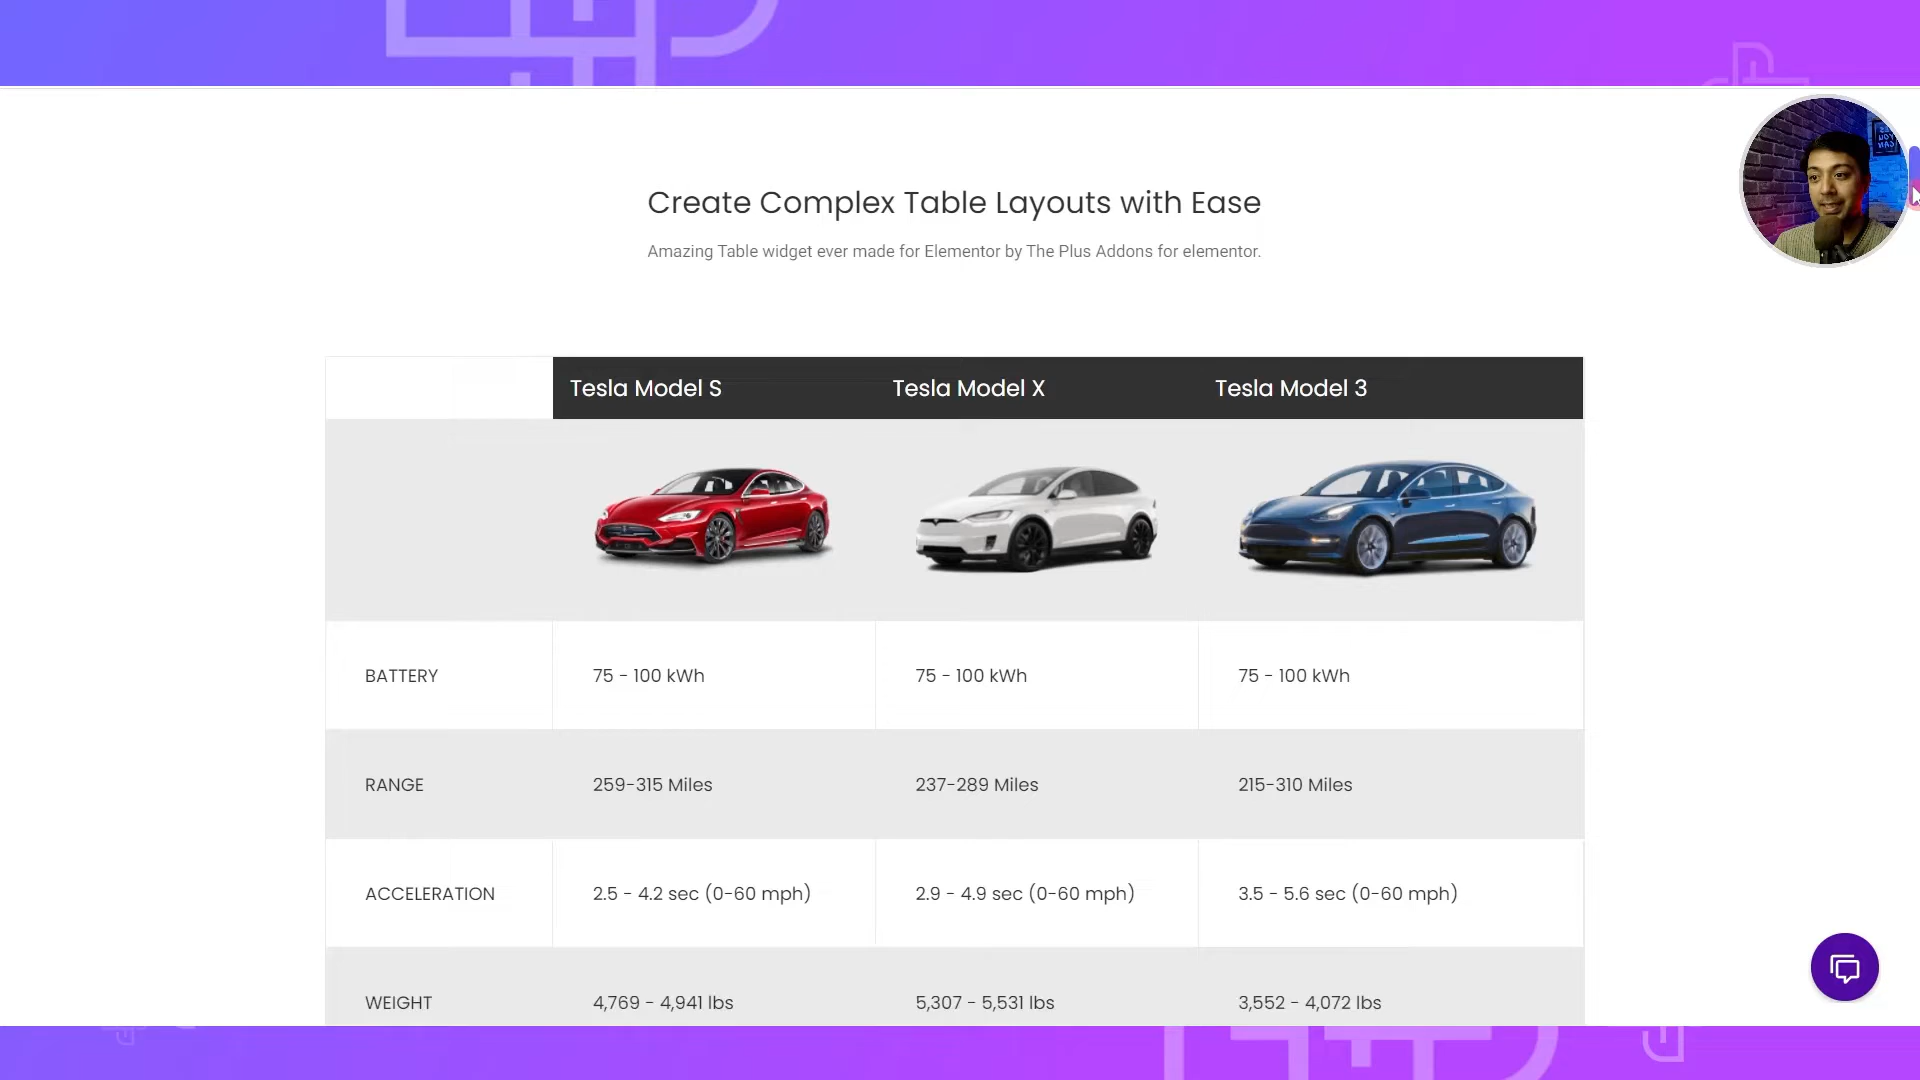 Create Complex Table Layouts with Ease
Amazing Table widget ever made for Elementor by The Plus Addons for elementor.
Tesla Model S Tesla Model X Tesla Model 3
BATTERY 75 - 100 kWh 75 - 100 kWh 75 - 100 kWh
RANGE 259-315 Miles 237-289 Miles 215-310 Miles
ACCELERATION 2.5 - 4.2 sec (0-60 mph) 2.9 - 4.9 sec (0-60 mph) 3.5 - 5.6 sec (0-60 mph)
WEIGHT 4,769 - 4,941 lbs 5,307 - 5,531 lbs 3,552 - 4,072 lbs